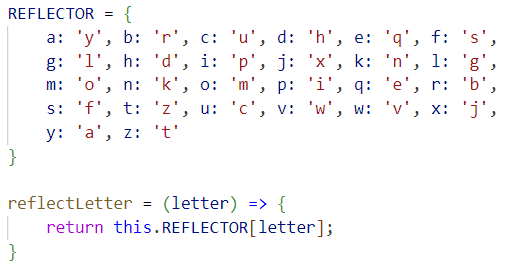 REFLECTOR = {
    a: 'y', b: 'r', c: 'u', d: 'h', e: 'q', f: 's',
    g: 'l', h: 'd', i: 'p', j: 'x', k: 'n', l: 'g',
    m: 'o', n: 'k', o: 'm', p: 'i', q: 'e', r: 'b',
    s: 'f', t: 'z', u: 'c', v: 'w', w: 'v', x: 'j',
    y: 'a', z: 't'
}

reflectLetter = (letter) => {
    return this.REFLECTOR[letter];
}